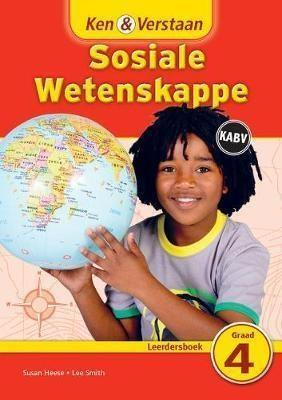 Ken & Verstaan
Sosiale
Wetenskappe
KABV
Leerdersboek
Graad
4
Susan Heese • Lee Smith